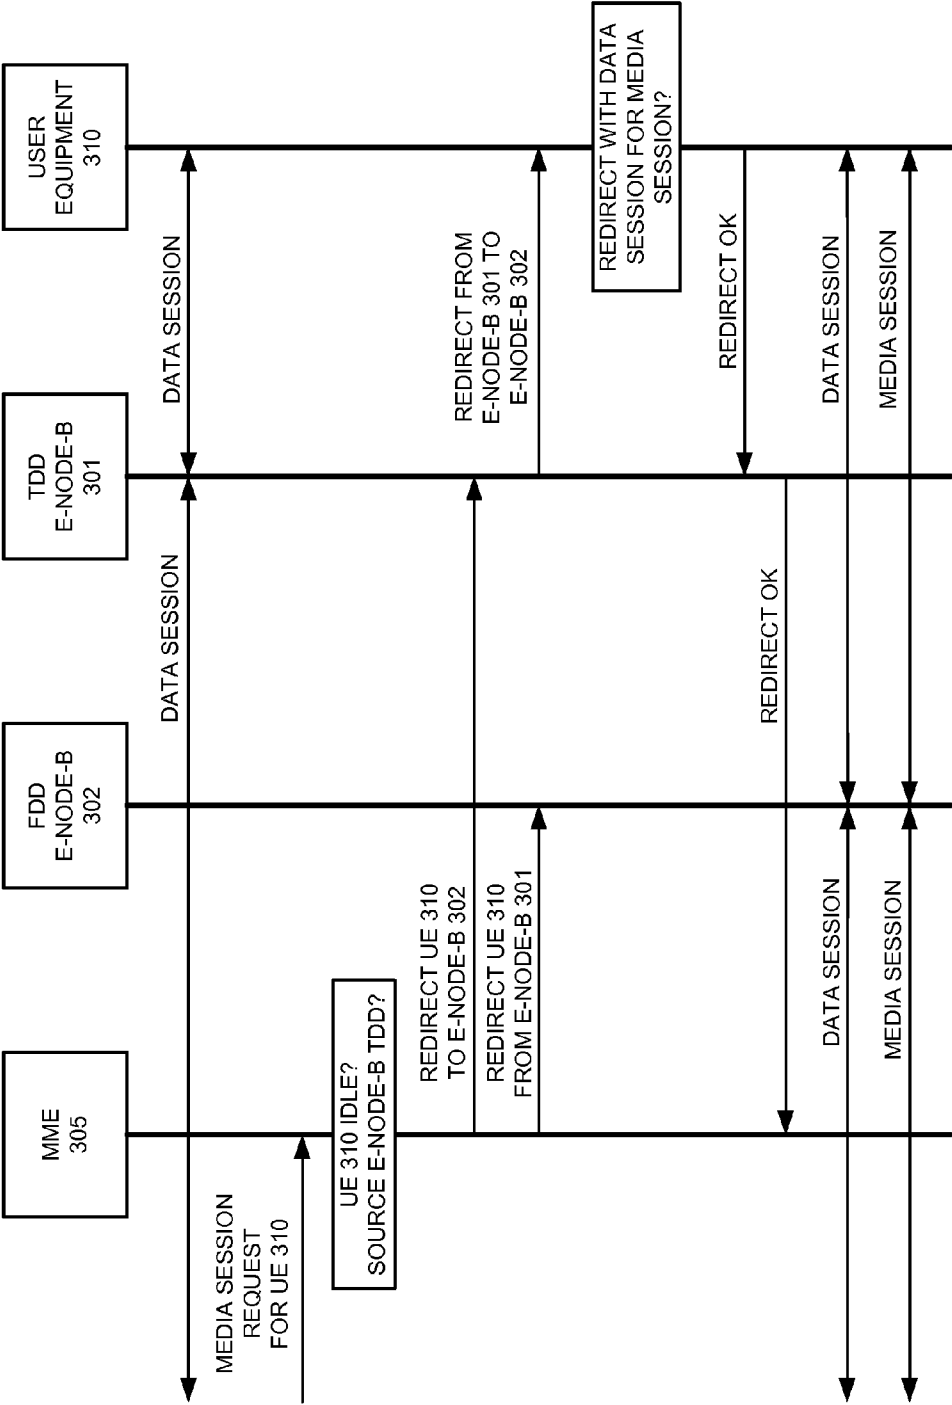 USER
EQUIPMENT
310
TDD
E-NODE-B
301
FDD
E-NODE-B
302
MME
305
DATA SESSION
DATA SESSION
MEDIA SESSION
REQUEST
FOR UE 310
UE 310 IDLE?
SOURCE E-NODE-B TDD?
REDIRECT UE 310
TO E-NODE-B 302
REDIRECT UE 310
FROM E-NODE-B 301
REDIRECT FROM
E-NODE-B 301 TO
E-NODE-B 302
REDIRECT WITH DATA
SESSION FOR MEDIA
SESSION?
REDIRECT OK
REDIRECT OK
DATA SESSION
DATA SESSION
MEDIA SESSION
MEDIA SESSION